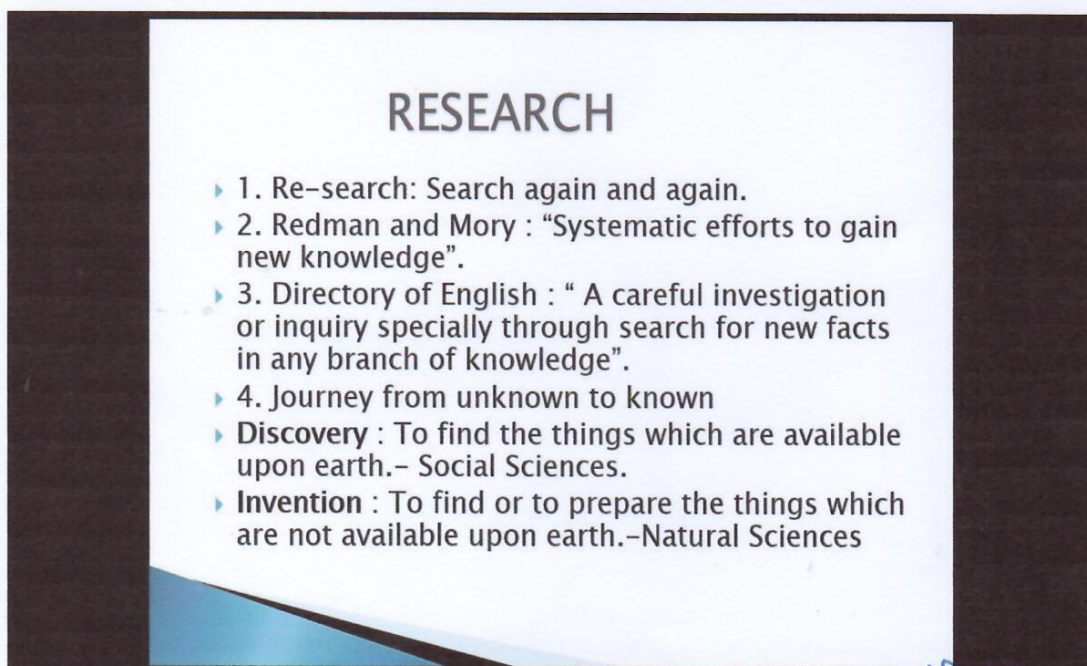 RESEARCH
1. Re-search: Search again and again.
2. Redman and Mory : “Systematic efforts to gain
new knowledge”.
3. Directory of English : “ A careful investigation
or inquiry specially through search for new facts
in any branch of knowledge”.
4. Journey from unknown to known
Discovery : To find the things which are available
upon earth.– Social Sciences.
Invention : To find or to prepare the things which
are not available upon earth.–Natural Sciences